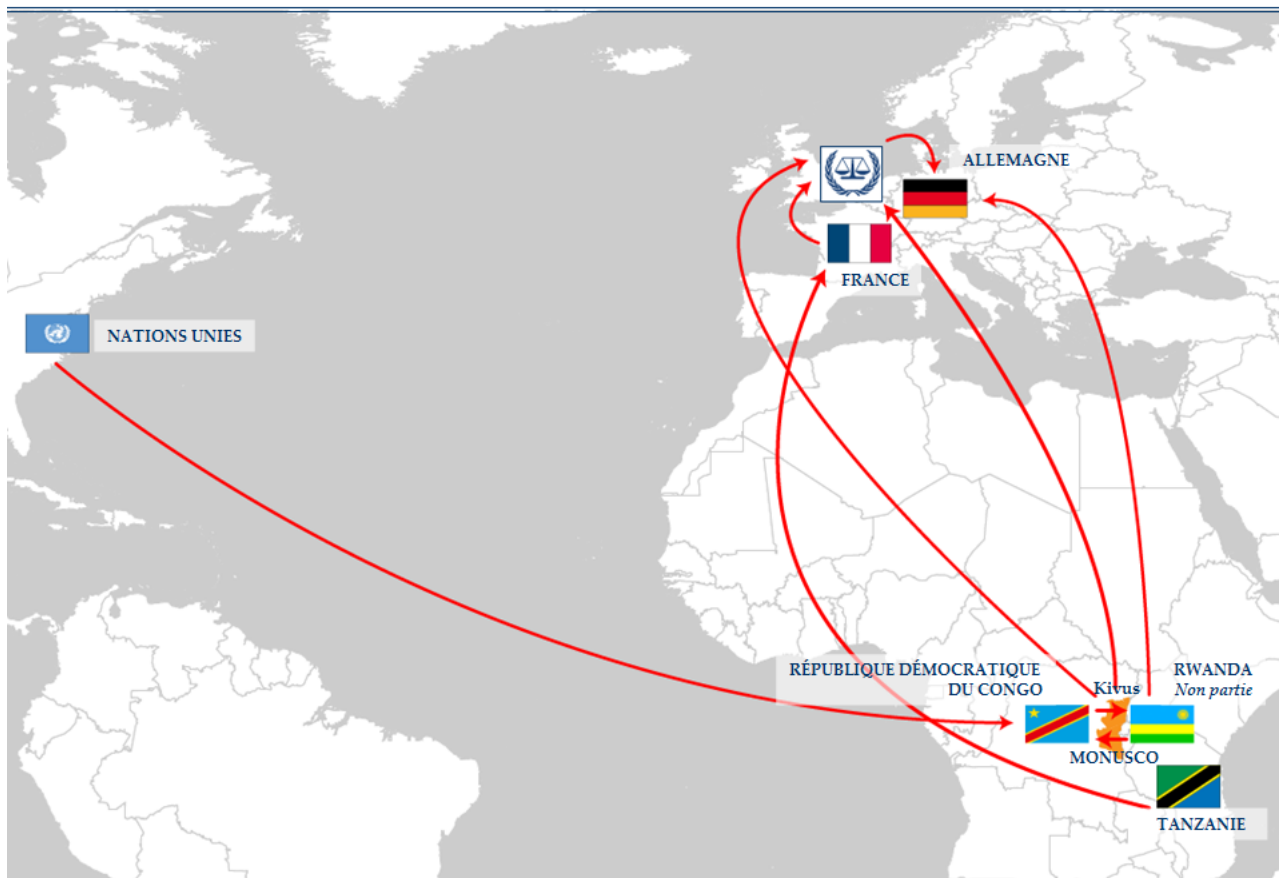 ALLEMAGNE
FRANCE
NATIONS UNIES
RÉPUBLIQUE DÉMOCRATIQUE
DU CONGO
Kivus
RWANDA
Non partie
MONUSCO
TANZANIE